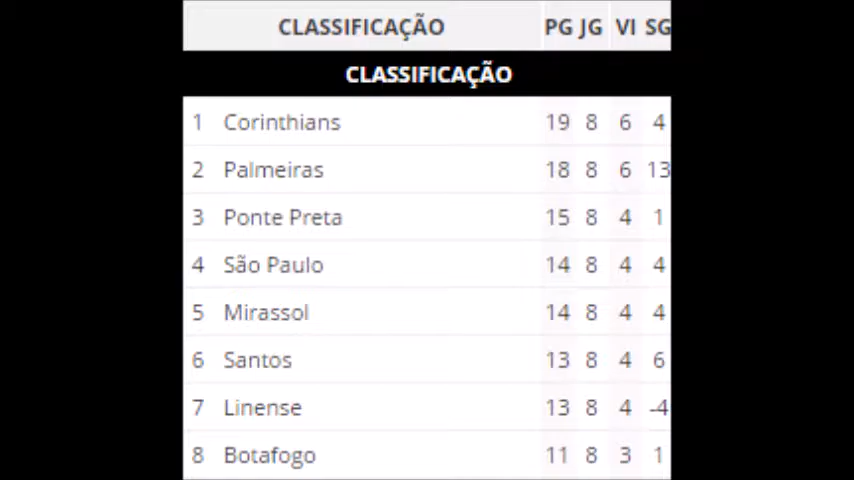 CLASSIFICAÇÃO PG JG VI SG
CLASSIFICAÇÃO
1 Corinthians 19 8 6 4
2 Palmeiras 18 8 6 13
3 Ponte Preta 15 8 4 1
4 São Paulo 14 8 4 4
5 Mirassol 14 8 4 4
6 Santos 13 8 4 6
7 Linense 13 8 4 -4
8 Botafogo 11 8 3 1